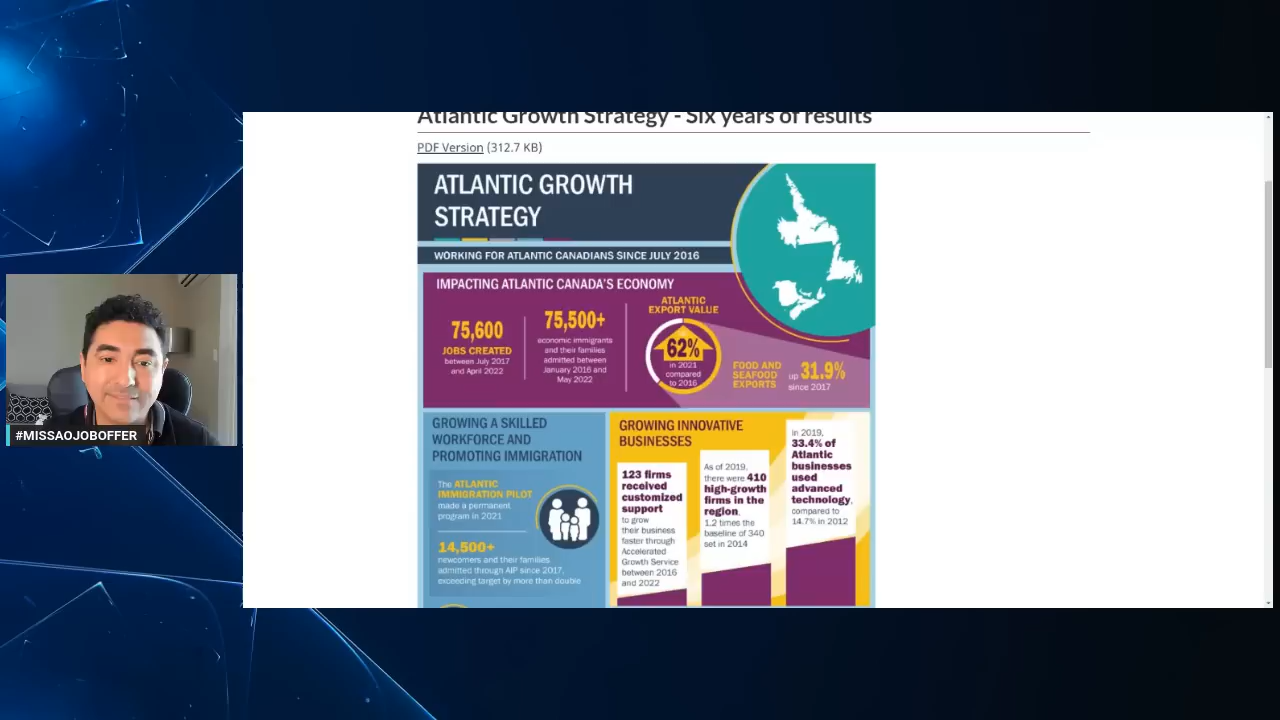 Atlantic Growth Strategy - Six years of results
PDF Version (312.7 KB)
ATLANTIC GROWTH
STRATEGY
WORKING FOR ATLANTIC CANADIANS SINCE JULY 2016
IMPACTING ATLANTIC CANADA'S ECONOMY
75,600
JOBS CREATED
between July 2017
and April 2022
75,500+
economic immigrants
and their families
admitted between
January 2016 and
May 2022
ATLANTIC
EXPORT VALUE
62%
in 2021
compared
to 2016
FOOD AND
SEAFOOD
EXPORTS
up 31.9%
since 2017
GROWING A SKILLED
WORKFORCE AND
PROMOTING IMMIGRATION
The ATLANTIC
IMMIGRATION PILOT
made a permanent
program in 2021
14,500+
newcomers and their families
admitted through AIP since 2017,
exceeding target by more than double
GROWING INNOVATIVE
BUSINESSES
123 firms
received
customized
support
to grow
their business
faster through
Accelerated
Growth Service
between 2016
and 2022
As of 2019,
there were 410
high-growth
firms in the
region,
1.2 times the
baseline of 340
set in 2014
In 2019,
33.4% of
Atlantic
businesses
used
advanced
technology,
compared to
14.7% in 2012
#MISSAOJOBOFFER